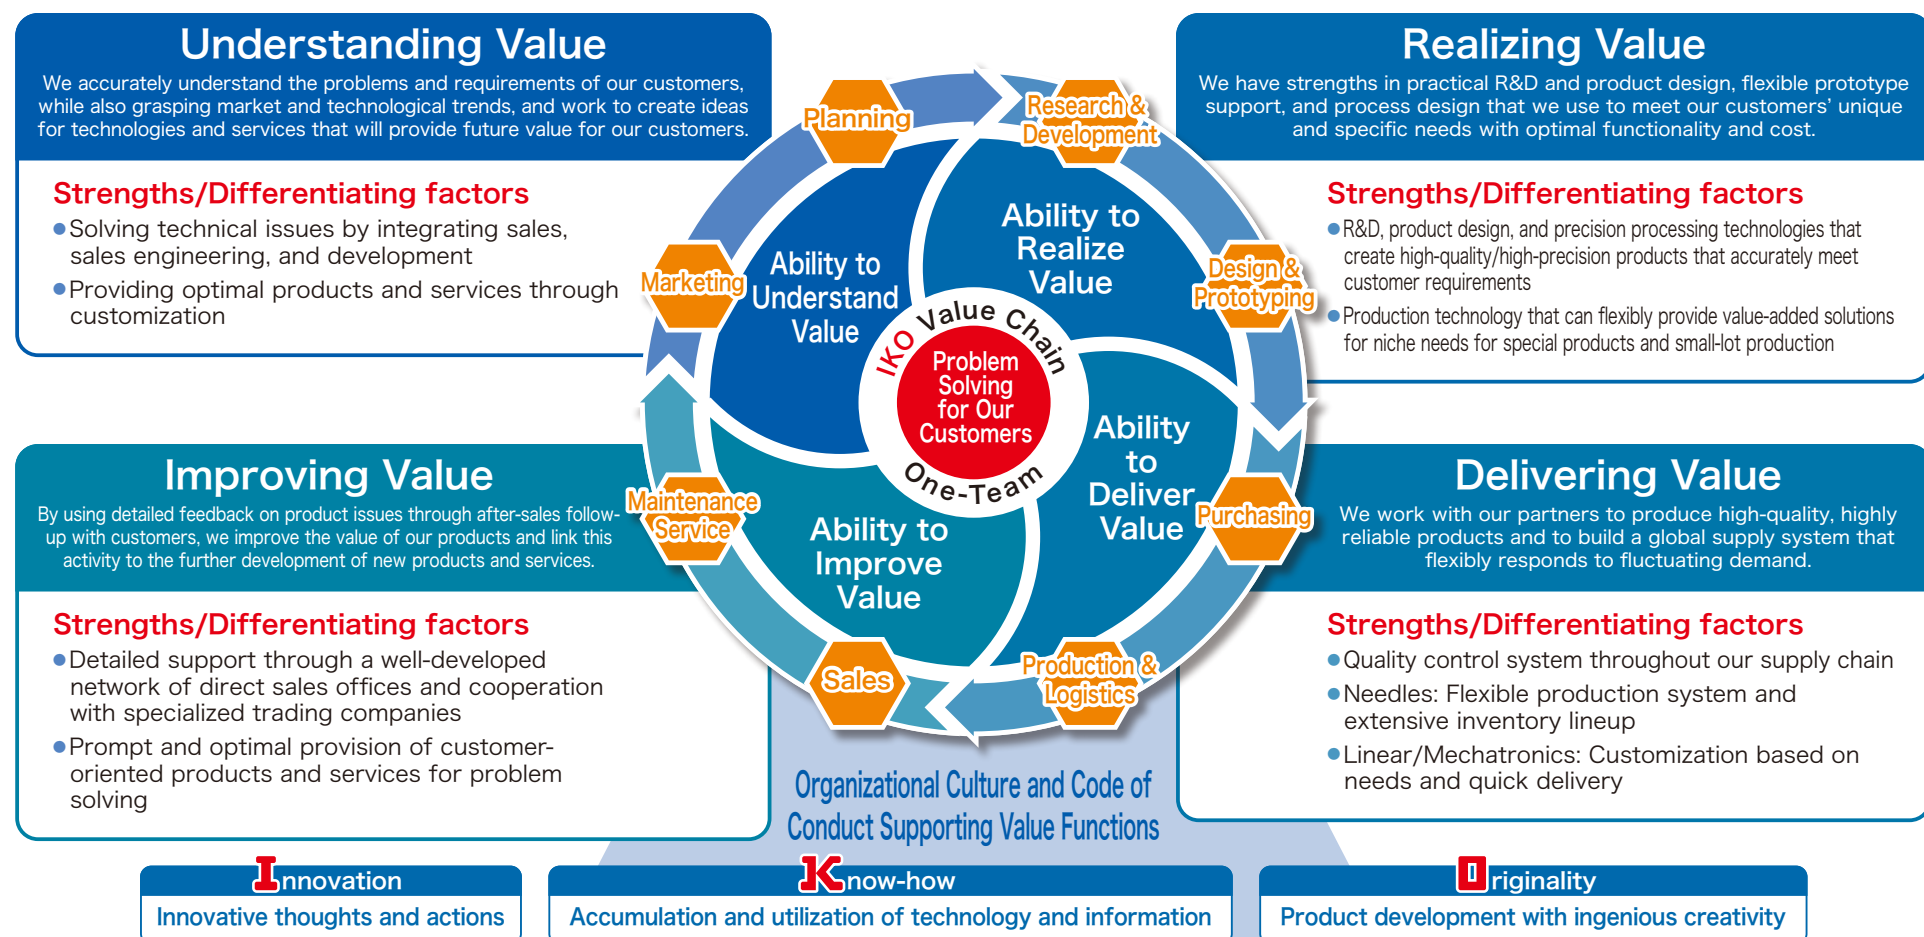 Understanding Value
We accurately understand the problems and requirements of our customers,
while also grasping market and technological trends, and work to create ideas
for technologies and services that will provide future value for our customers.
Strengths/Differentiating factors
●Solving technical issues by integrating sales,
sales engineering, and development
●Providing optimal products and services through
customization
Realizing Value
We have strengths in practical R&D and product design, flexible prototype
support, and process design that we use to meet our customers’ unique
and specific needs with optimal functionality and cost.
Strengths/Differentiating factors
●R&D, product design, and precision processing technologies that
create high-quality/high-precision products that accurately meet
customer requirements
●Production technology that can flexibly provide value-added solutions
for niche needs for special products and small-lot production
Planning
Research &
Development
Marketing
Design &
Prototyping
Ability to
Understand
Value
Ability to
Realize
Value
IKO Value Chain
Problem
Solving
for Our
Customers
One-Team
Ability
to
Deliver
Value
Ability to
Improve
Value
Maintenance
Service
Purchasing
Sales
Production &
Logistics
Improving Value
By using detailed feedback on product issues through after-sales follow-
up with customers, we improve the value of our products and link this
activity to the further development of new products and services.
Strengths/Differentiating factors
●Detailed support through a well-developed
network of direct sales offices and cooperation
with specialized trading companies
●Prompt and optimal provision of customer-
oriented products and services for problem
solving
Delivering Value
We work with our partners to produce high-quality, highly
reliable products and to build a global supply system that
flexibly responds to fluctuating demand.
Strengths/Differentiating factors
●Quality control system throughout our supply chain
●Needles: Flexible production system and
extensive inventory lineup
●Linear/Mechatronics: Customization based on
needs and quick delivery
Organizational Culture and Code of
Conduct Supporting Value Functions
Innovation
Innovative thoughts and actions
Know-how
Accumulation and utilization of technology and information
Originality
Product development with ingenious creativity